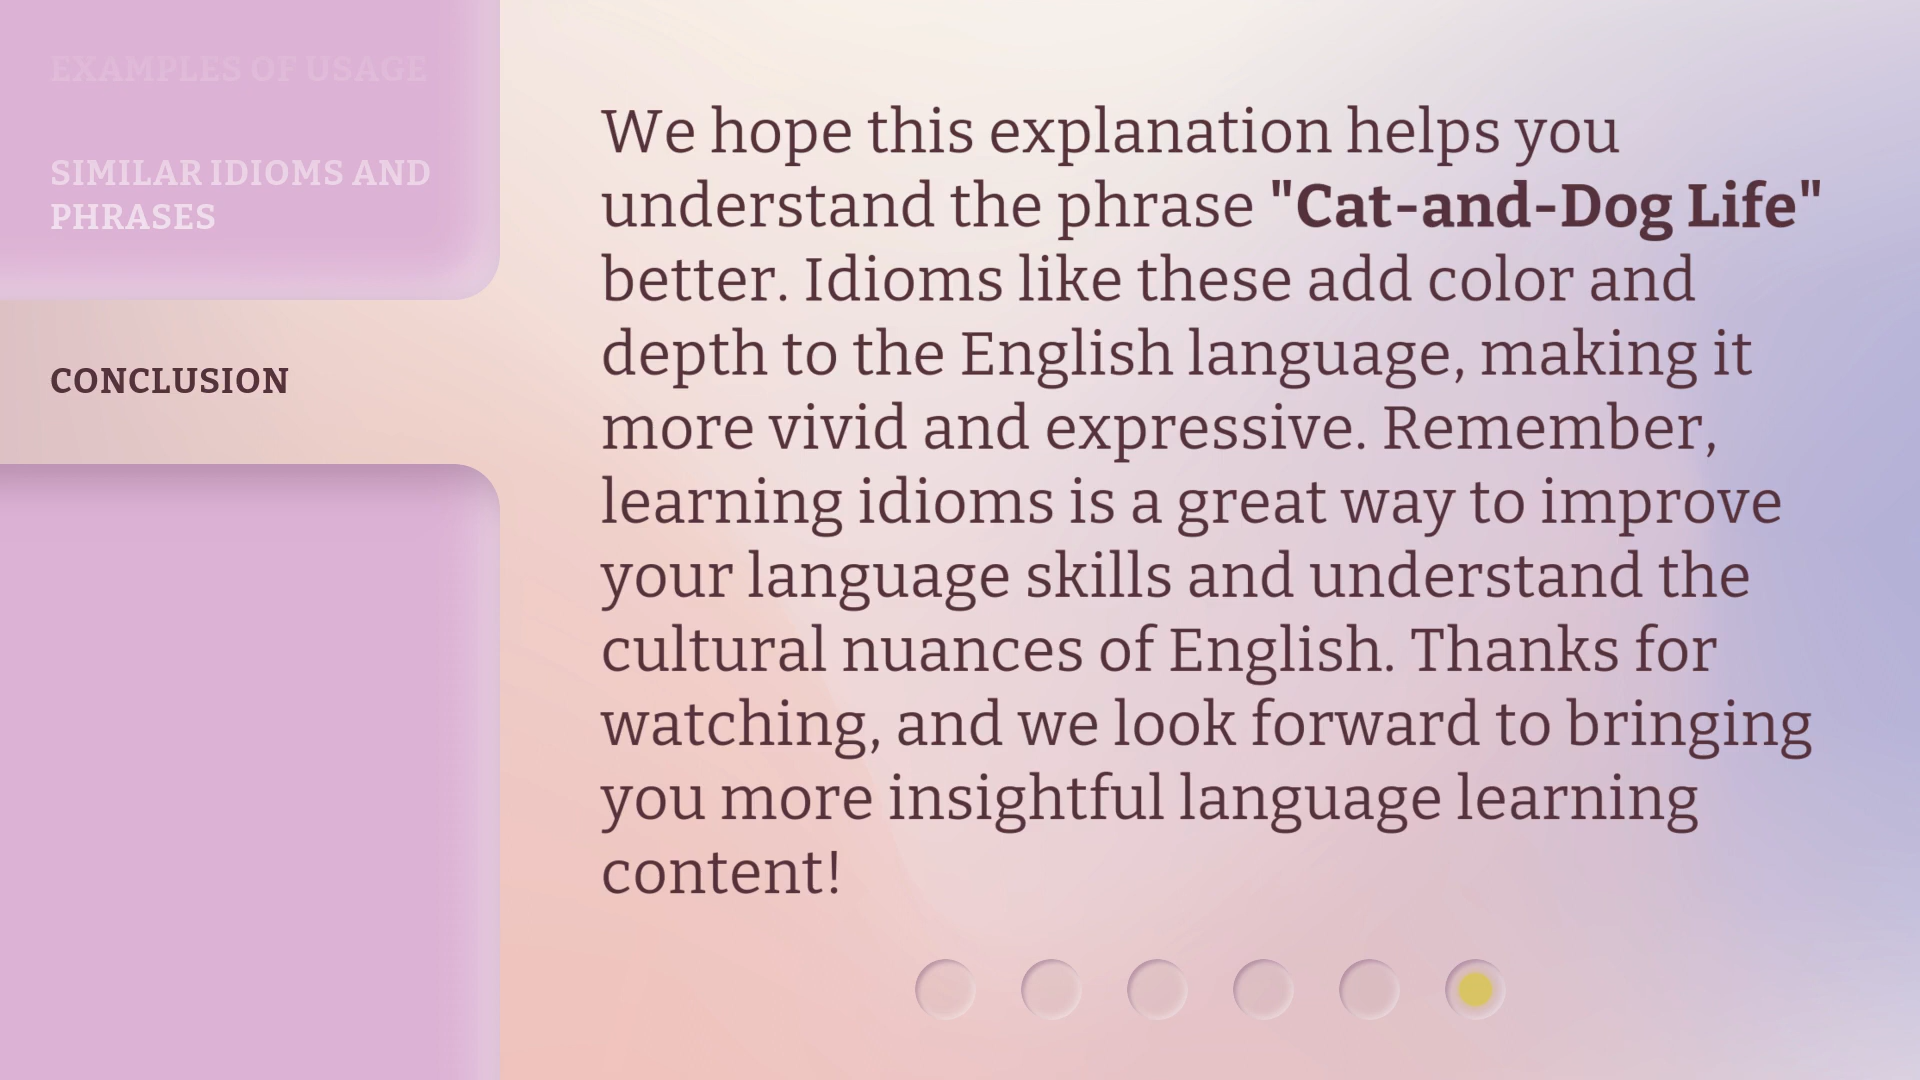 EXAMPLES OF USAGE
SIMILAR IDIOMS AND
PHRASES
CONCLUSION
We hope this explanation helps you
understand the phrase "Cat-and-Dog Life"
better. Idioms like these add color and
depth to the English language, making it
more vivid and expressive. Remember,
learning idioms is a great way to improve
your language skills and understand the
cultural nuances of English. Thanks for
watching, and we look forward to bringing
you more insightful language learning
content!